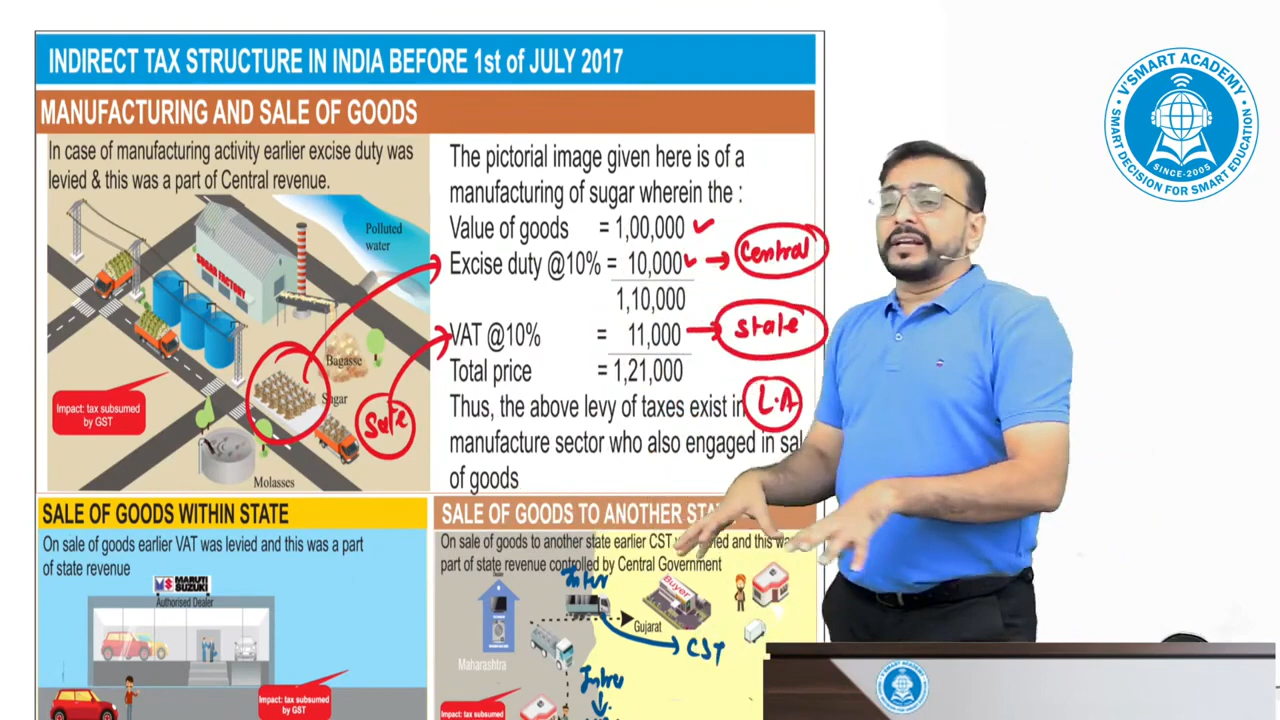 INDIRECT TAX STRUCTURE IN INDIA BEFORE 1st of JULY 2017
MANUFACTURING AND SALE OF GOODS
In case of manufacturing activity earlier excise duty was
levied & this was a part of Central revenue.
Polluted
water
SUGAR FACTORY
Bagasse
Sugar
Impact: tax subsumed
by GST
Molasses
Sale
The pictorial image given here is of a
manufacturing of sugar wherein the :
Value of goods = 1,00,000
Excise duty @10% = 10,000 Central
1,10,000
VAT @10% = 11,000 State
Total price = 1,21,000
Thus, the above levy of taxes exist in L.A
manufacture sector who also engaged in
of goods
SALE OF GOODS WITHIN STATE
On sale of goods earlier VAT was levied and this was a part
of state revenue
MARUTI
SUZUKI
Authorised Dealer
Impact: tax subsumed by
GST
SALE OF GOODS TO ANOTHER
On sale of goods to another state earlier CST and this
part of state revenue controlled by Central Government
Inter
Buyer
Gujarat
CST
Maharashtra
Intra
Impact: tax subsumed
V'SMART ACADEMY
SINCE-2005
SMART DECISION FOR SMART EDUCATION